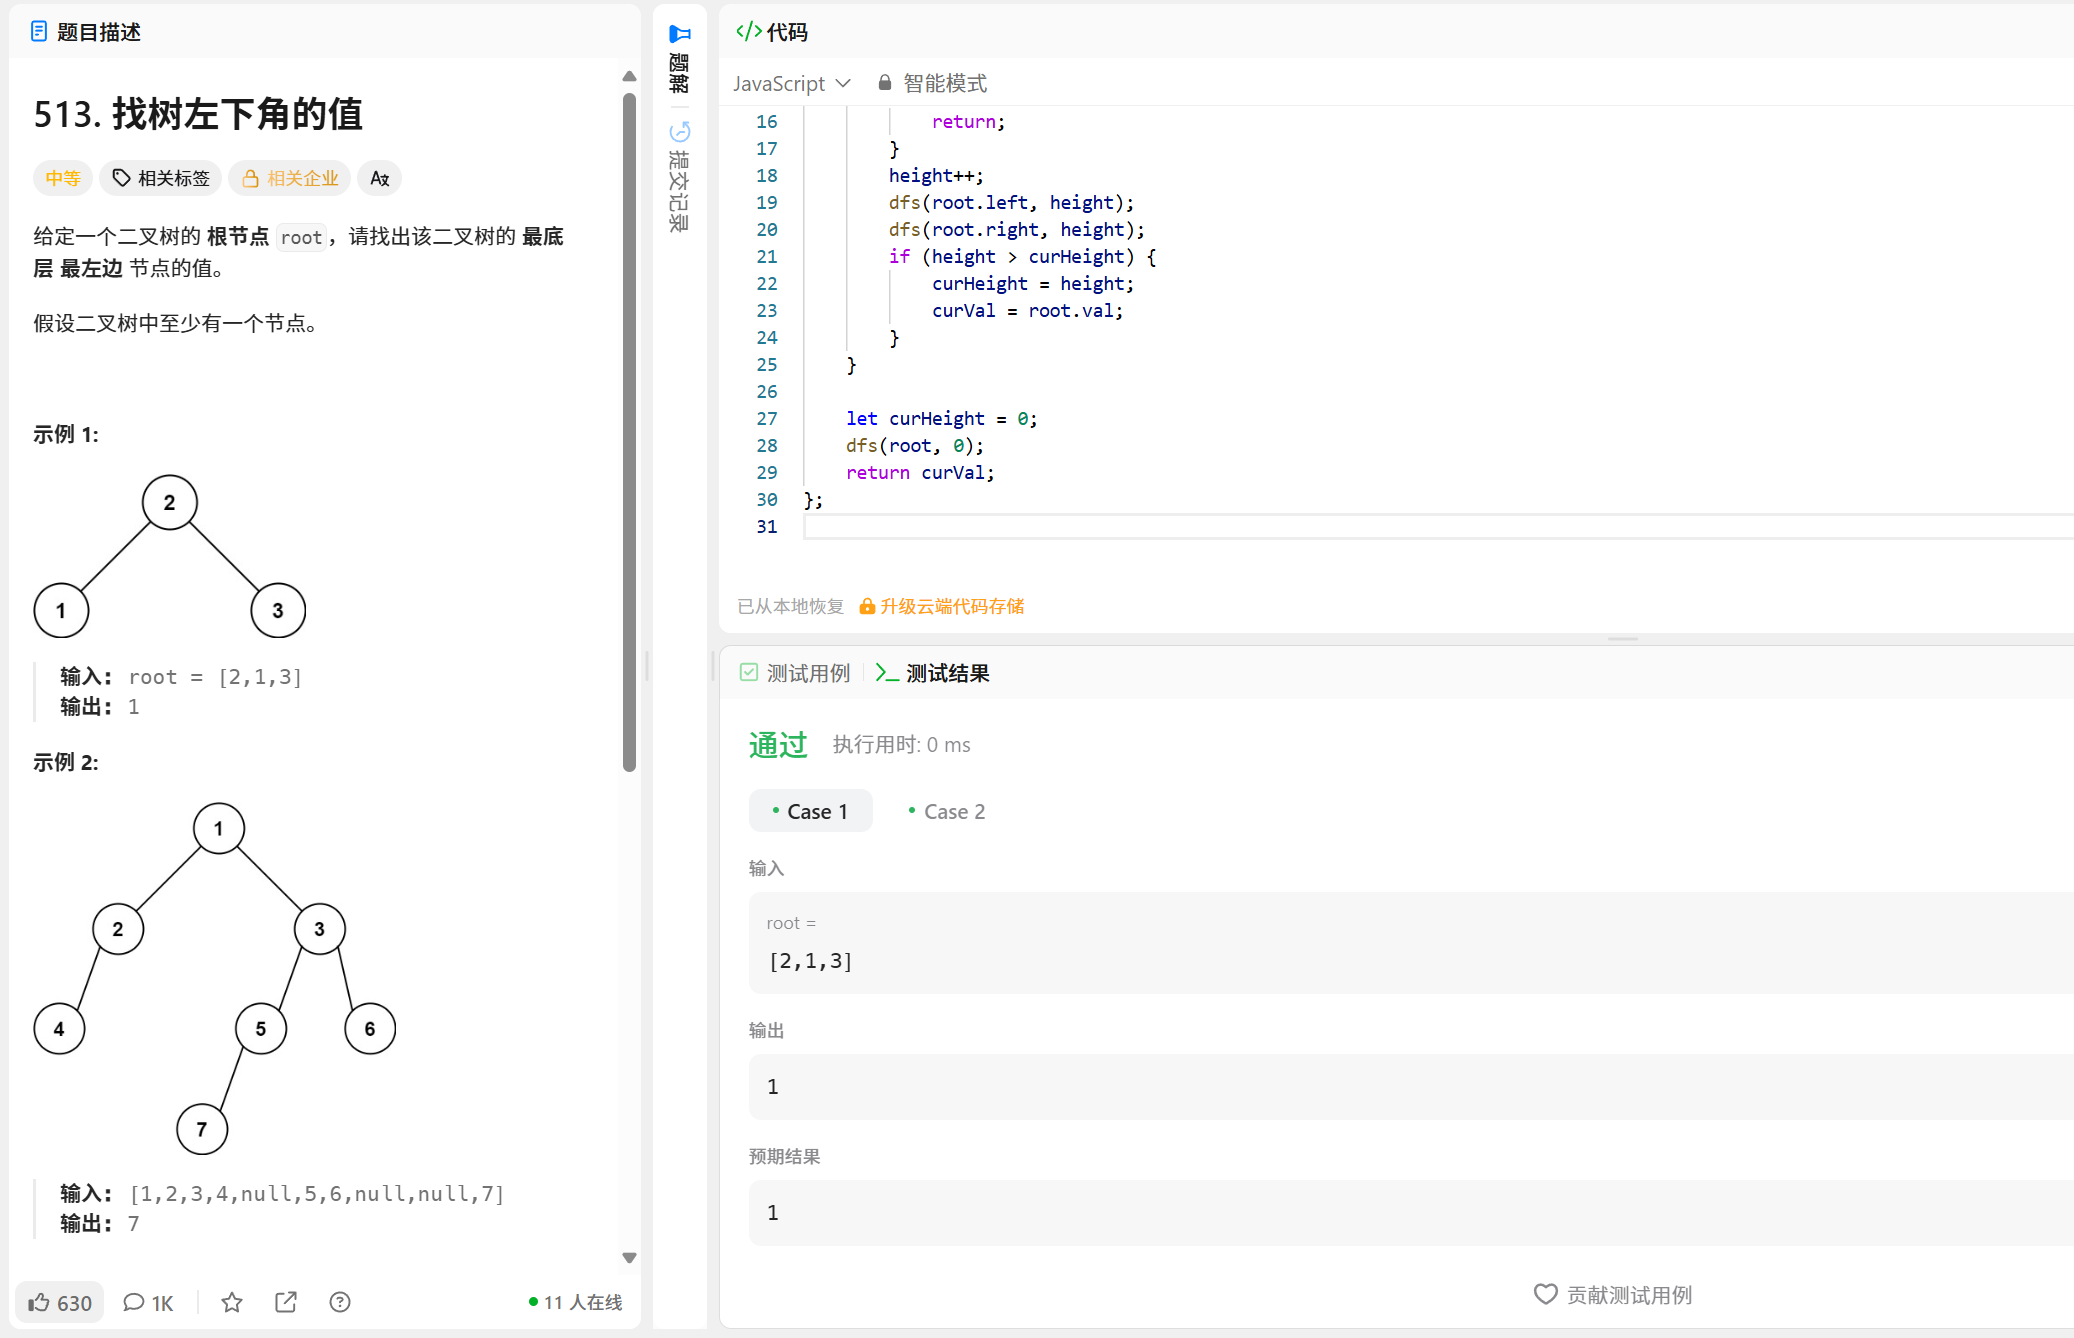 题目描述
513. 找树左下角的值
中等 相关标签 相关企业
给定一个二叉树的 根节点 root，请找出该二叉树的 最底
层 最左边 节点的值。
假设二叉树中至少有一个节点。
示例 1:
2
1 3
输入: root = [2,1,3]
输出: 1
示例 2:
1
2 3
4 5 6
7
输入: [1,2,3,4,null,5,6,null,null,7]
输出: 7
630 1K 11 人在线
题解
提交记录
</> 代码
JavaScript 智能模式
16 return;
17 }
18 height++;
19 dfs(root.left, height);
20 dfs(root.right, height);
21 if (height > curHeight) {
22 curHeight = height;
23 curVal = root.val;
24 }
25 }
26
27 let curHeight = 0;
28 dfs(root, 0);
29 return curVal;
30 };
31
已从本地恢复 升级云端代码存储
测试用例 测试结果
通过 执行用时: 0 ms
Case 1 Case 2
输入
root =
[2,1,3]
输出
1
预期结果
1
贡献测试用例